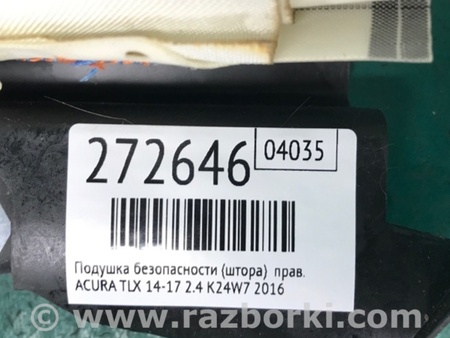 272646 04035
Подушка безопасности (штора) прав.
ACURA TLX 14-17 2.4 K24W7 2016
www.razborki.com